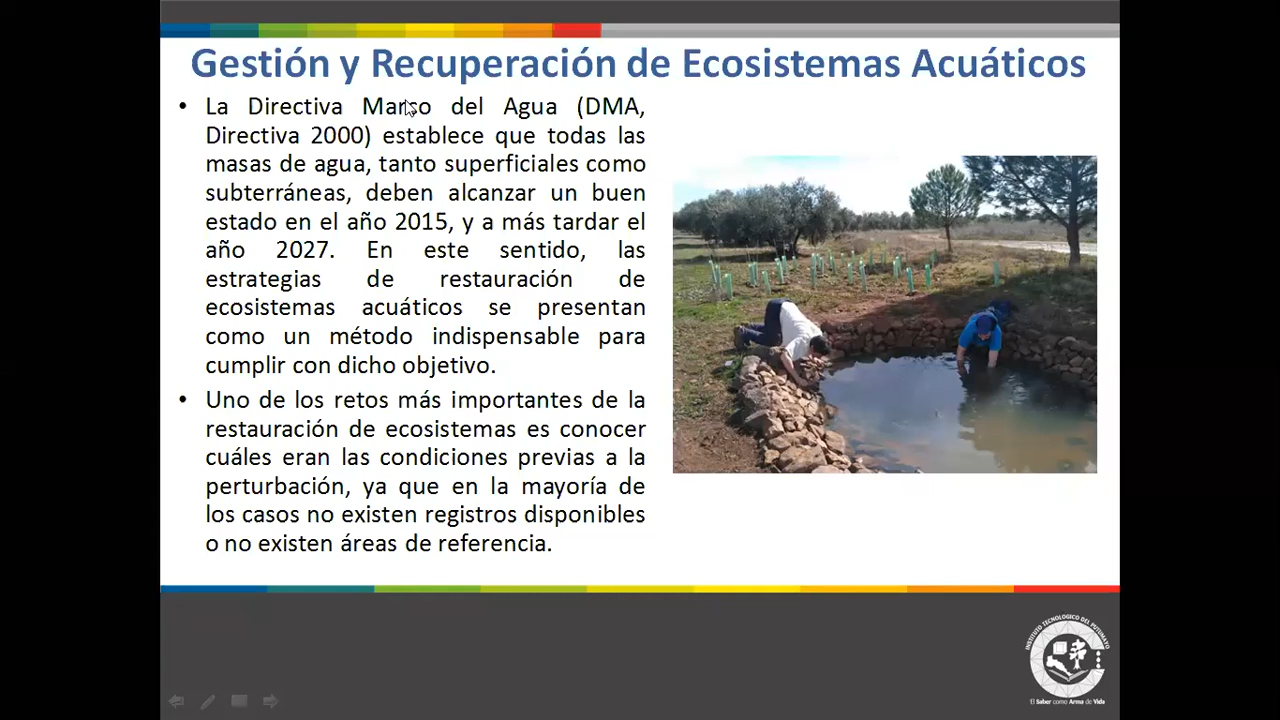 Gestión y Recuperación de Ecosistemas Acuáticos
• La Directiva Marco del Agua (DMA,
Directiva 2000) establece que todas las
masas de agua, tanto superficiales como
subterráneas, deben alcanzar un buen
estado en el año 2015, y a más tardar el
año 2027. En este sentido, las
estrategias de restauración de
ecosistemas acuáticos se presentan
como un método indispensable para
cumplir con dicho objetivo.
• Uno de los retos más importantes de la
restauración de ecosistemas es conocer
cuáles eran las condiciones previas a la
perturbación, ya que en la mayoría de
los casos no existen registros disponibles
o no existen áreas de referencia.
INSTITUTO TECNOLOGICO DEL PUTUMAYO
El Saber como Arma de Vida